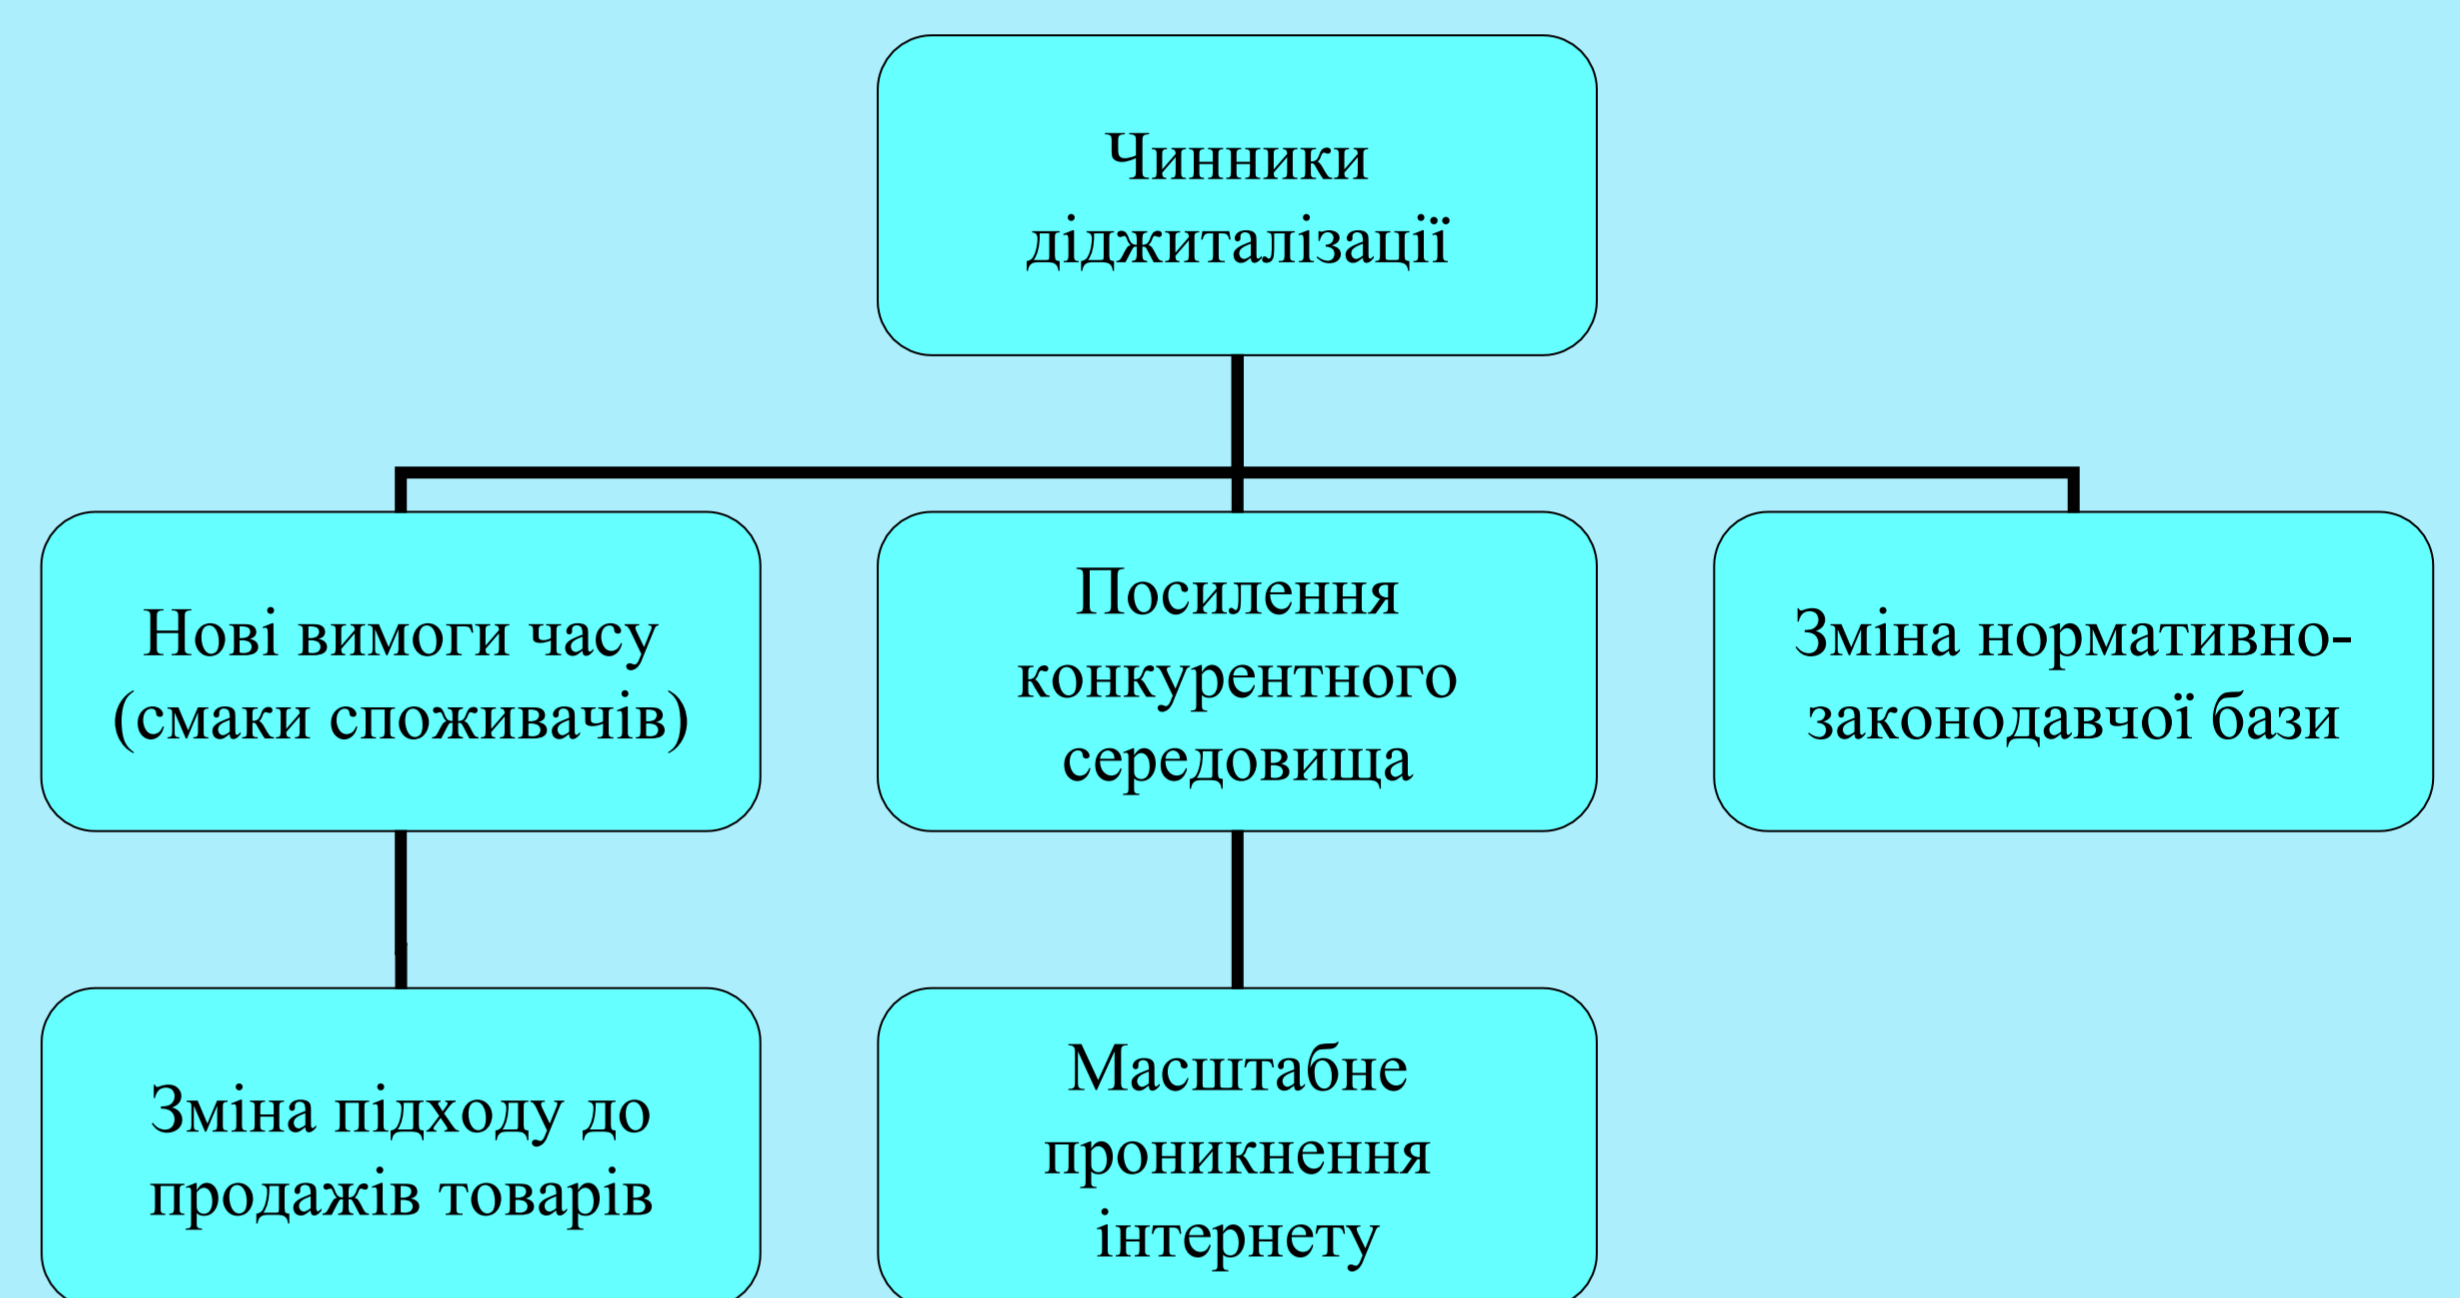 Чинники
діджиталізації
Нові вимоги часу
(смаки споживачів)
Посилення
конкурентного
середовища
Зміна нормативно-
законодавчої бази
Зміна підходу до
продажів товарів
Масштабне
проникнення
інтернету